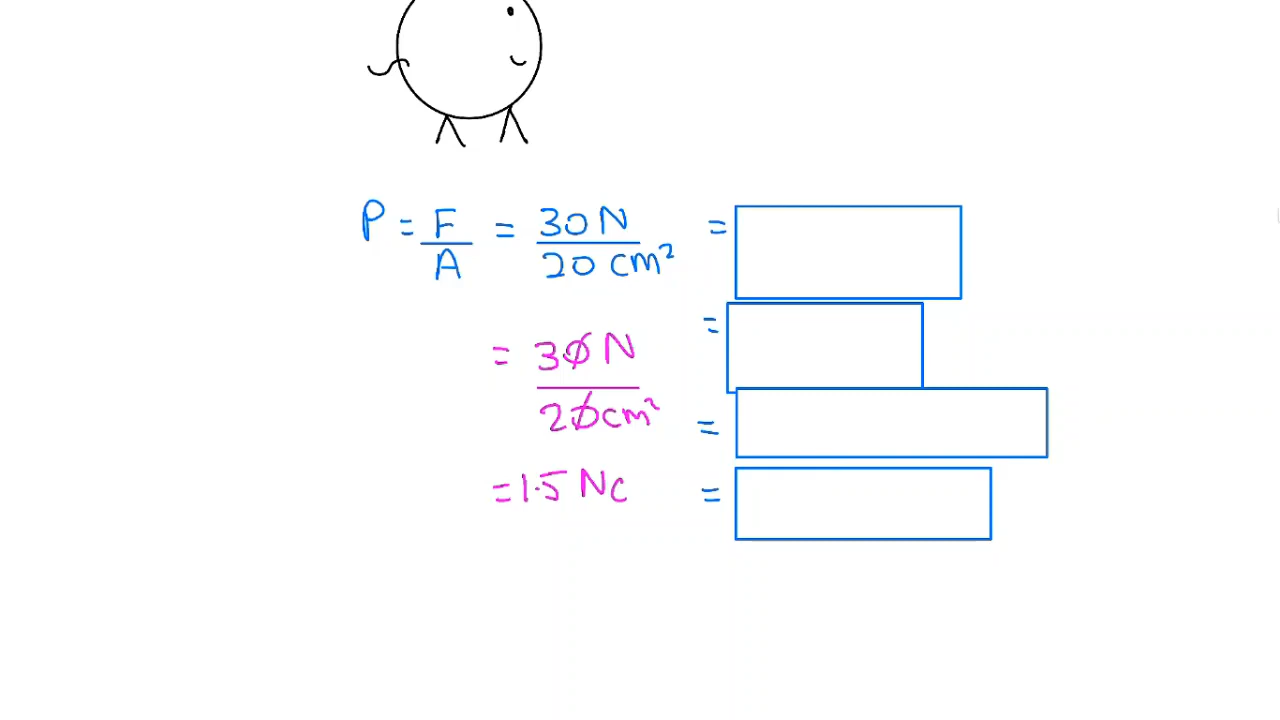 P = F/A = 30 N/20 cm² =
= 30 N/20 cm² =
=
= 1.5 Nc =